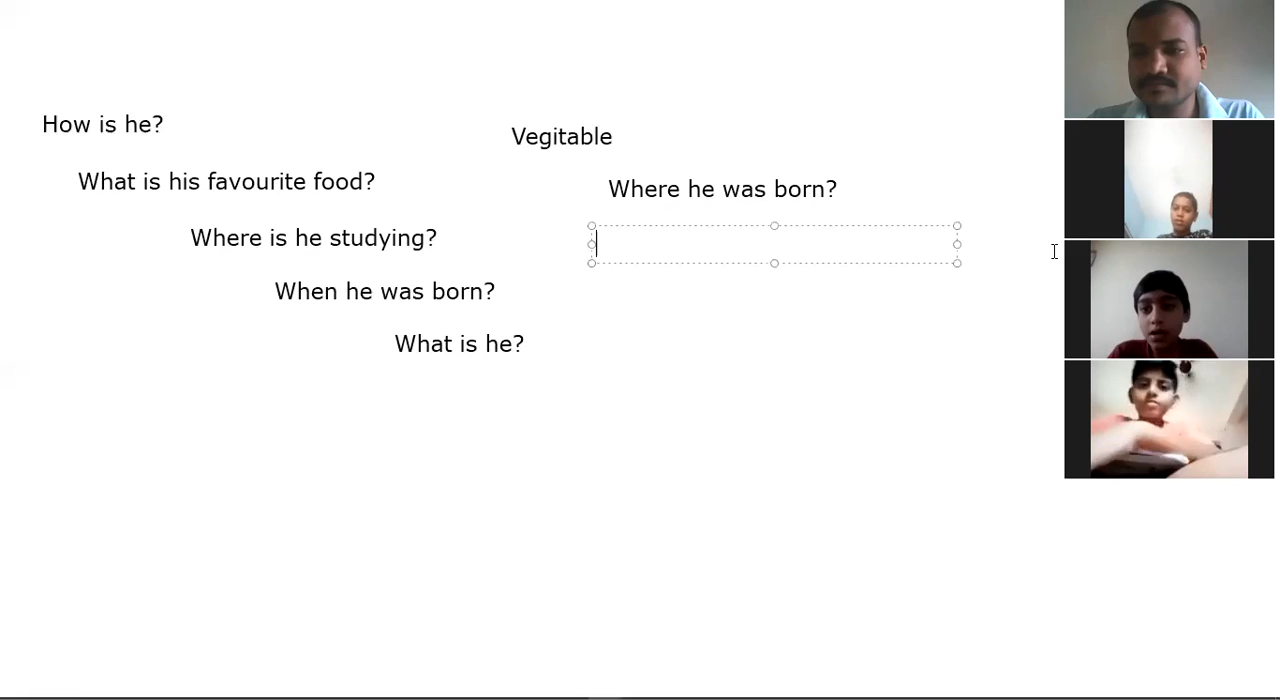 How is he?
What is his favourite food?
Where is he studying?
When he was born?
What is he?
Vegitable
Where he was born?